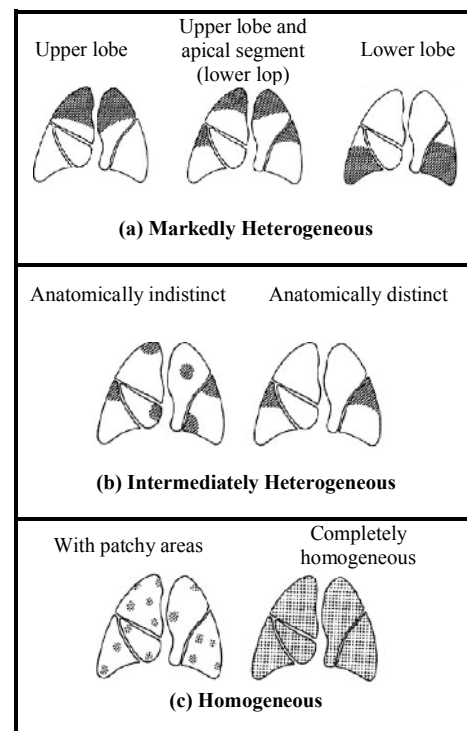 Upper lobe
Upper lobe and
apical segment
(lower lop)
Lower lobe
(a) Markedly Heterogeneous
Anatomically indistinct
Anatomically distinct
(b) Intermediately Heterogeneous
With patchy areas
Completely
homogeneous
(c) Homogeneous